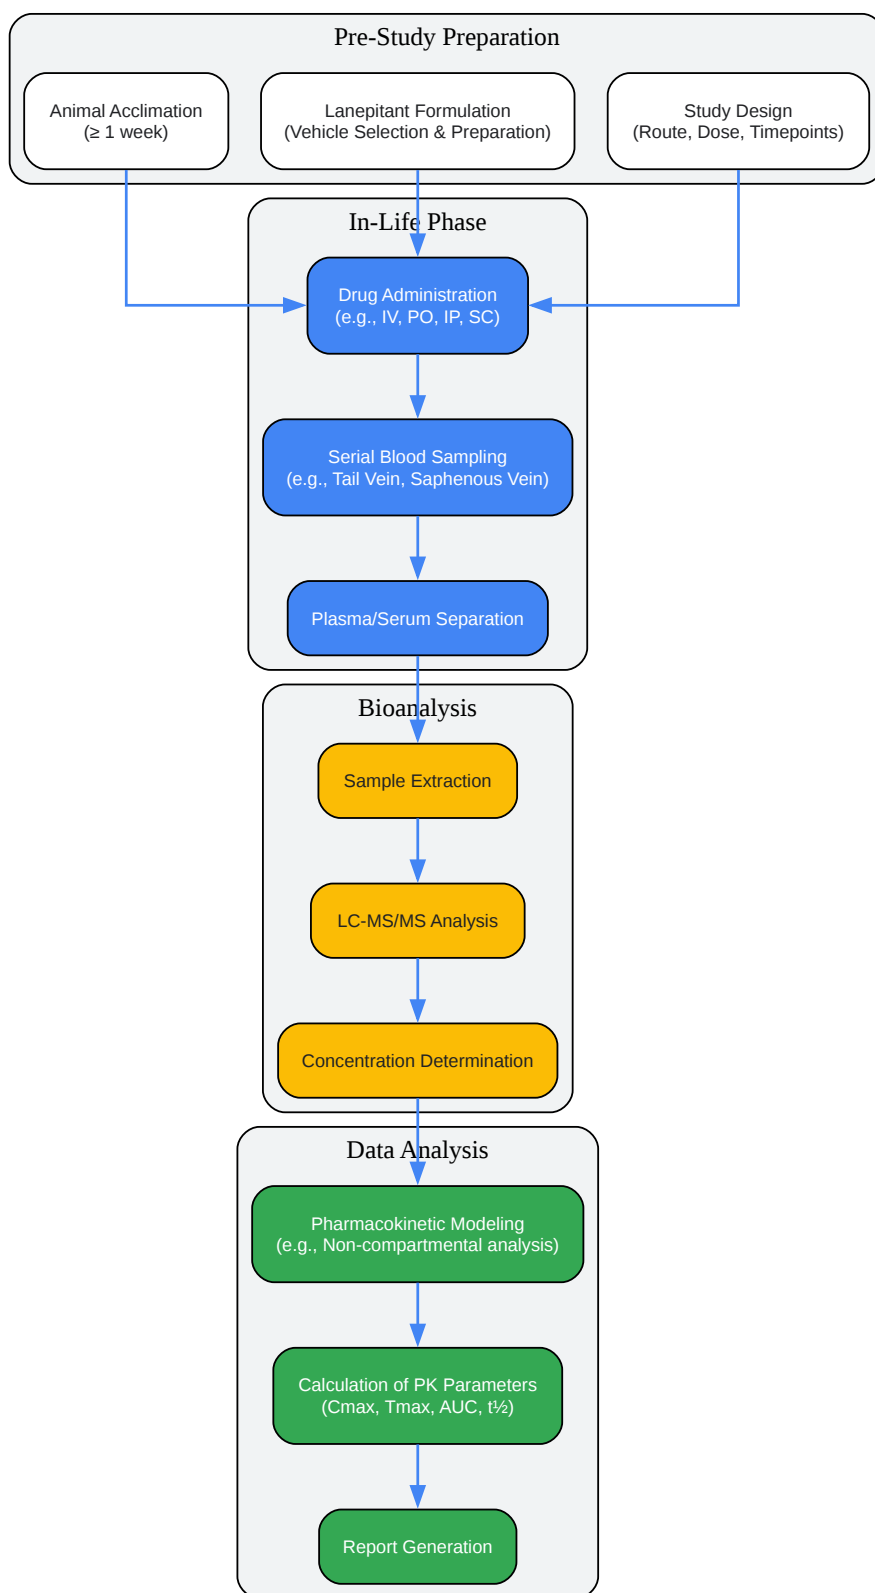 Pre-Study Preparation
Animal Acclimation
(≥ 1 week)
Lanepitant Formulation
(Vehicle Selection & Preparation)
Study Design
(Route, Dose, Timepoints)
In-Life Phase
Drug Administration
(e.g., IV, PO, IP, SC)
Serial Blood Sampling
(e.g., Tail Vein, Saphenous Vein)
Plasma/Serum Separation
Bioanalysis
Sample Extraction
LC-MS/MS Analysis
Concentration Determination
Data Analysis
Pharmacokinetic Modeling
(e.g., Non-compartmental analysis)
Calculation of PK Parameters
(Cmax, Tmax, AUC, t½)
Report Generation